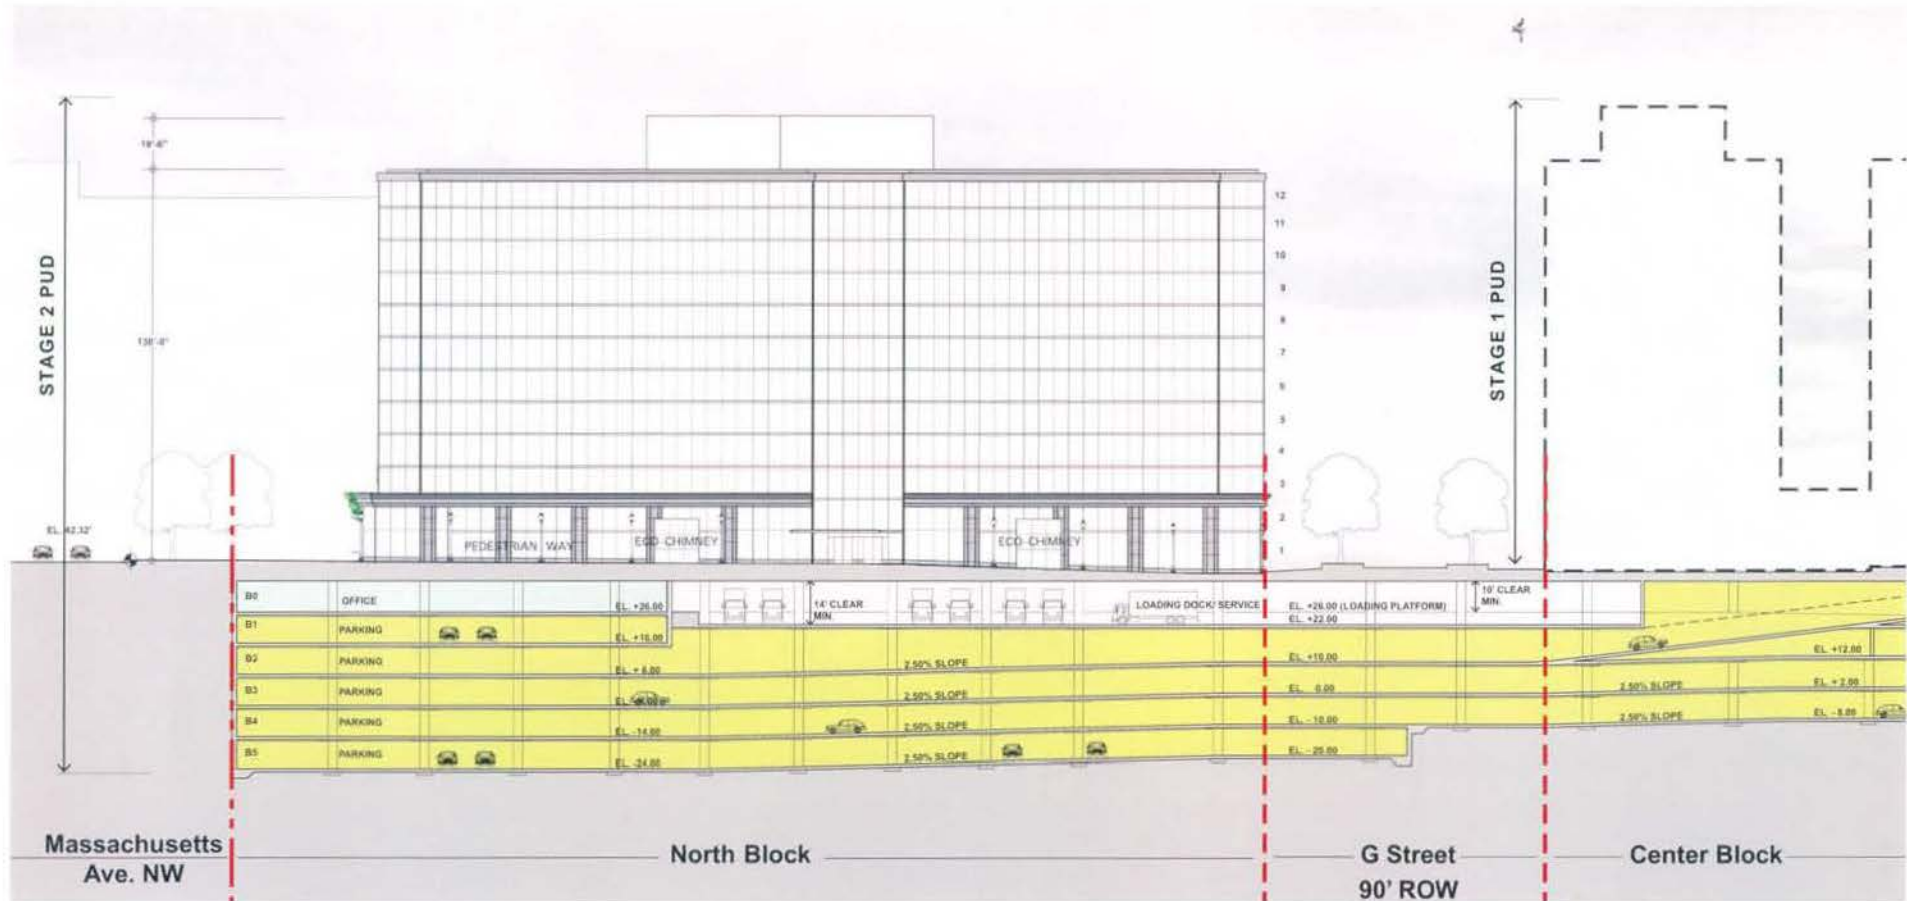 STAGE 2 PUD
130'-0"
EL. 42.32'
12
11
10
9
8
7
6
5
4
3
2
1
STAGE 1 PUD
PEDESTRIAN WAY
ECO-CHIMNEY
ECO-CHIMNEY
B0
OFFICE
EL. +26.00
14' CLEAR
MIN.
LOADING DOCK/ SERVICE
EL. +26.00 (LOADING PLATFORM)
EL. +22.00
10' CLEAR
MIN.
B1
PARKING
EL. +16.00
B2
PARKING
EL. + 6.00
2.50% SLOPE
EL. +10.00
EL. +12.00
B3
PARKING
2.50% SLOPE
EL. 0.00
2.50% SLOPE
EL. + 2.00
B4
PARKING
EL. -14.00
2.50% SLOPE
EL. - 10.00
2.50% SLOPE
EL. - 8.00
B5
PARKING
EL. -24.00
2.50% SLOPE
EL. - 20.00
Massachusetts
Ave. NW
North Block
G Street
90' ROW
Center Block